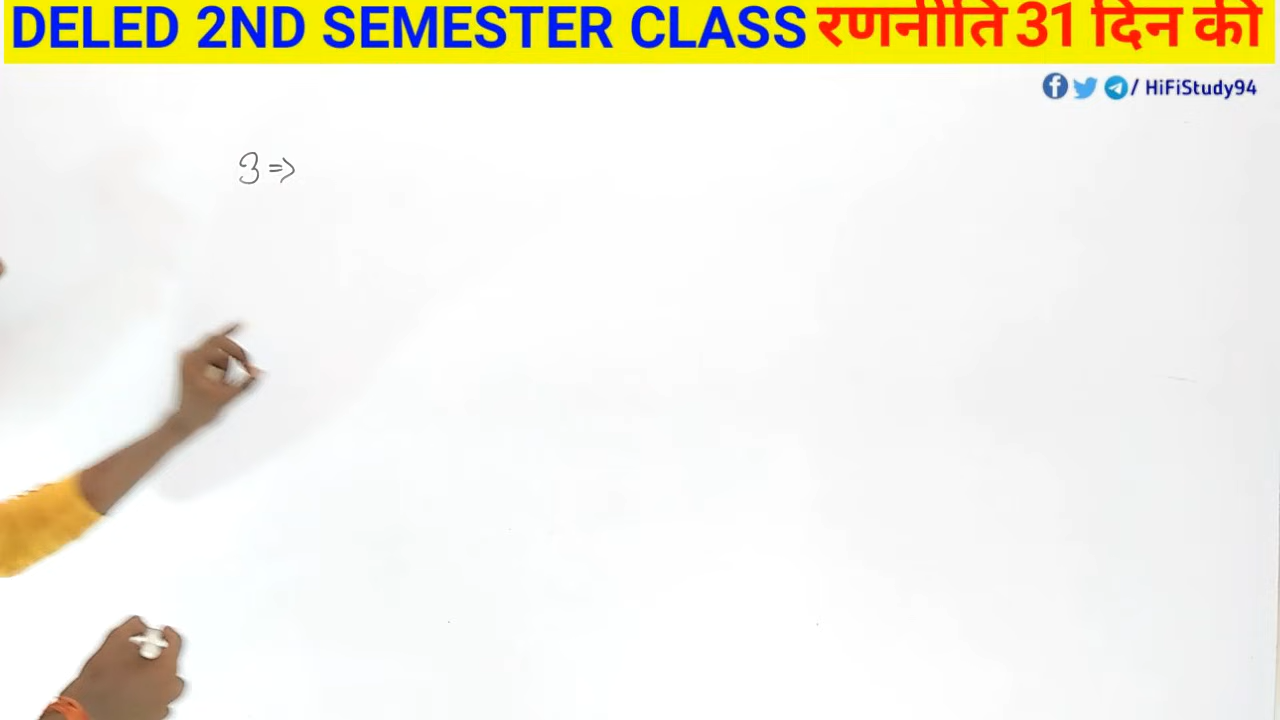 DELED 2ND SEMESTER CLASS रणनीति 31 दिन की
/ HiFiStudy94
3 ⇒